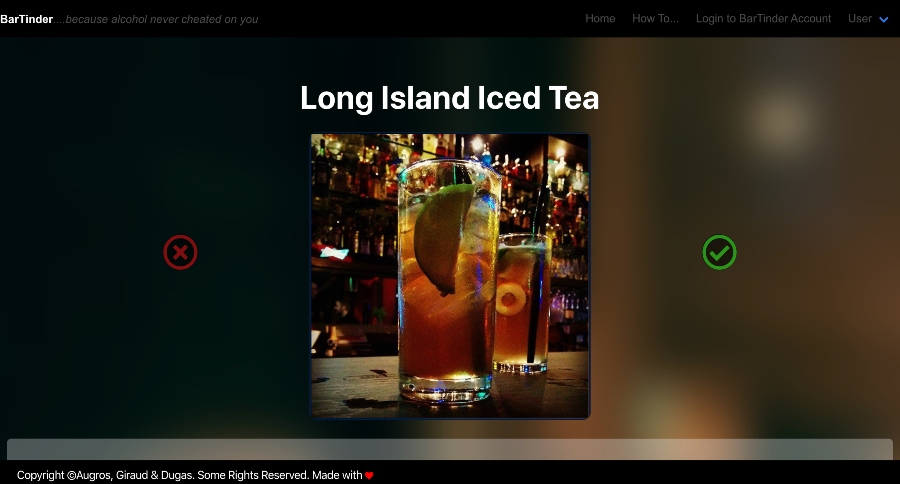 BarTinder ...because alcohol never cheated on you
Home How To... Login to BarTinder Account User
Long Island Iced Tea
Copyright ©Augros, Giraud & Dugas. Some Rights Reserved. Made with